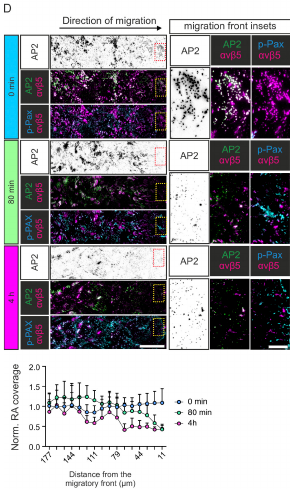 D
Direction of migration
migration front insets
AP2
AP2
AP2
αvβ5
p-Pax
αvβ5
0 min
AP2
αvβ5
p-Pax
αvβ5
80 min
AP2
AP2
αvβ5
p-PAX
αvβ5
AP2
AP2
αvβ5
p-Pax
αvβ5
4h
AP2
AP2
αvβ5
p-PAX
αvβ5
AP2
AP2
αvβ5
p-Pax
αvβ5
Norm. RA coverage
2.0
1.5
1.0
0.5
0.0
177
144
111
79
44
11
Distance from the
migratory front (μm)
0 min
80 min
4h